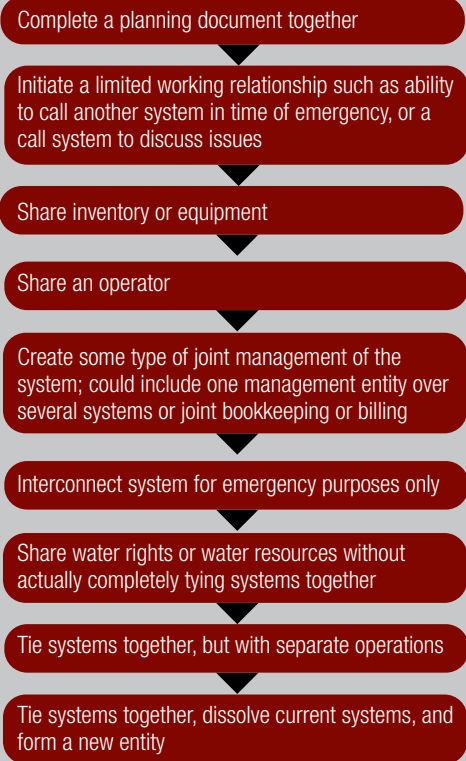 Complete a planning document together
Initiate a limited working relationship such as ability
to call another system in time of emergency, or a
call system to discuss issues
Share inventory or equipment
Share an operator
Create some type of joint management of the
system; could include one management entity over
several systems or joint bookkeeping or billing
Interconnect system for emergency purposes only
Share water rights or water resources without
actually completely tying systems together
Tie systems together, but with separate operations
Tie systems together, dissolve current systems, and
form a new entity